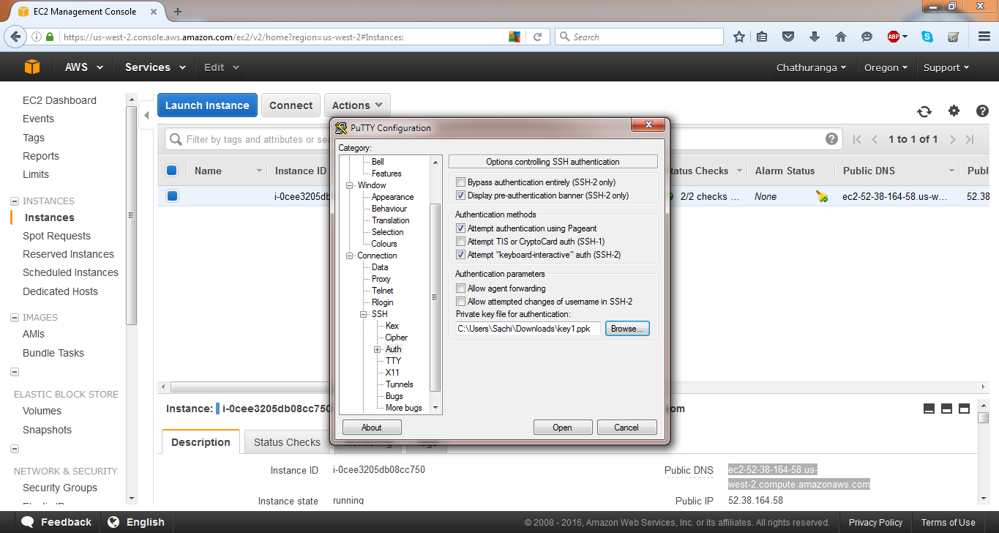 EC2 Management Console
https://us-west-2.console.aws.amazon.com/ec2/v2/home?region=us-west-2#Instances:
Search
ABP
AWS Services Edit
Chathuranga Oregon Support
EC2 Dashboard
Events
Tags
Reports
Limits
INSTANCES
Instances
Spot Requests
Reserved Instances
Scheduled Instances
Dedicated Hosts
IMAGES
AMIs
Bundle Tasks
ELASTIC BLOCK STORE
Volumes
Snapshots
NETWORK & SECURITY
Security Groups
Launch Instance Connect Actions
Filter by tags and attributes or sea
1 to 1 of 1
Name Instance ID
tatus Checks Alarm Status Public DNS Publ
i-0cee3205db
2/2 checks ... None ec2-52-38-164-58.us-w... 52.38
PuTTY Configuration
Category:
Bell
Features
Window
Appearance
Behaviour
Translation
Selection
Colours
Connection
Data
Proxy
Telnet
Rlogin
SSH
Kex
Cipher
Auth
TTY
X11
Tunnels
Bugs
More bugs
Options controlling SSH authentication
Bypass authentication entirely (SSH-2 only)
Display pre-authentication banner (SSH-2 only)
Authentication methods
Attempt authentication using Pageant
Attempt TIS or CryptoCard auth (SSH-1)
Attempt "keyboard-interactive" auth (SSH-2)
Authentication parameters
Allow agent forwarding
Allow attempted changes of username in SSH-2
Private key file for authentication:
C:\Users\Sachi\Downloads\key1.ppk Browse...
About Open Cancel
Instance: i-0cee3205db08cc750 om
Description Status Checks Monitoring Tags
Instance ID i-0cee3205db08cc750
Public DNS ec2-52-38-164-58.us-
west-2.compute.amazonaws.com
Instance state running
Public IP 52.38.164.58
Feedback English
© 2008 - 2016, Amazon Web Services, Inc. or its affiliates. All rights reserved. Privacy Policy Terms of Use